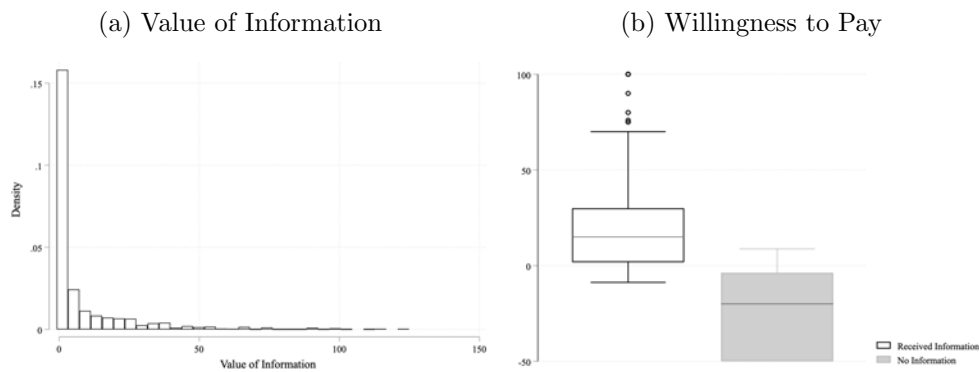 (a) Value of Information
(b) Willingness to Pay
.15
.1
.05
0
Density
0
50
100
150
Value of Information
100
50
0
-50
Received Information
No Information